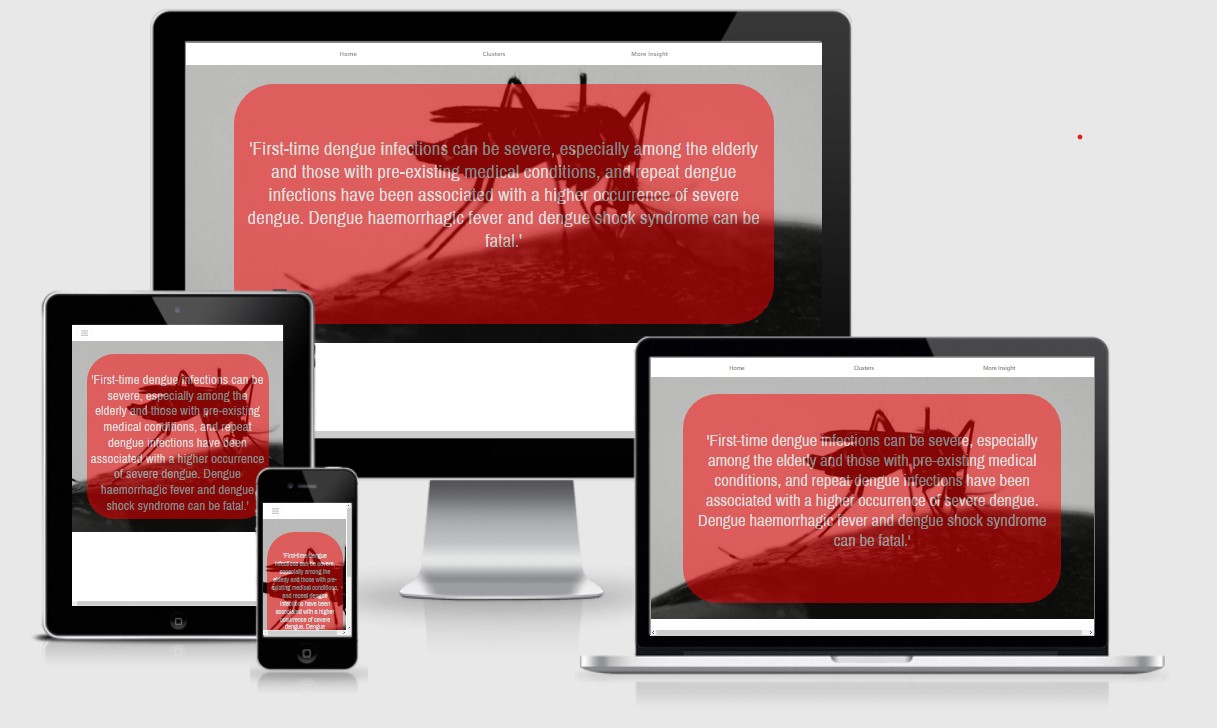 Home Clusters More Insight
'First-time dengue infections can be severe, especially among the elderly
and those with pre-existing medical conditions, and repeat dengue
infections have been associated with a higher occurrence of severe
dengue. Dengue haemorrhagic fever and dengue shock syndrome can be
fatal.'
'First-time dengue infections can be
severe, especially among the
elderly and those with pre-existing
medical conditions, and repeat
dengue infections have been
associated with a higher occurrence
of severe dengue. Dengue
haemorrhagic fever and dengue
shock syndrome can be fatal.'
'First-time dengue
infections can be severe,
especially among the
elderly and those with pre-
existing medical conditions,
and repeat dengue
infections have been
associated with a higher
occurrence of severe
dengue. Dengue
Home Clusters More Insight
'First-time dengue infections can be severe, especially
among the elderly and those with pre-existing medical
conditions, and repeat dengue infections have been
associated with a higher occurrence of severe dengue.
Dengue haemorrhagic fever and dengue shock syndrome
can be fatal.'